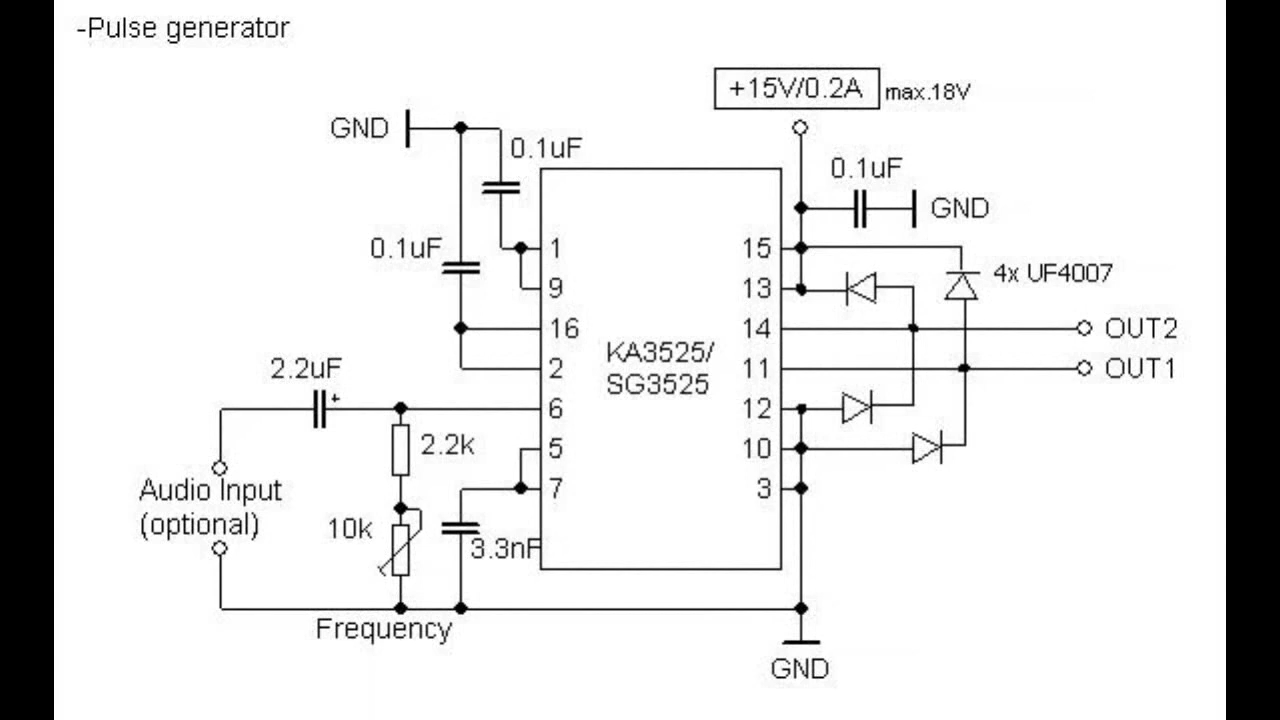 -Pulse generator
+15V/0.2A max.18V
GND
0.1uF
0.1uF
GND
0.1uF
1
9
16
2
6
5
7
15
13
14
11
12
10
3
KA3525/
SG3525
4x UF4007
OUT2
OUT1
2.2uF
+
2.2k
Audio Input
(optional)
10k
3.3nF
Frequency
GND